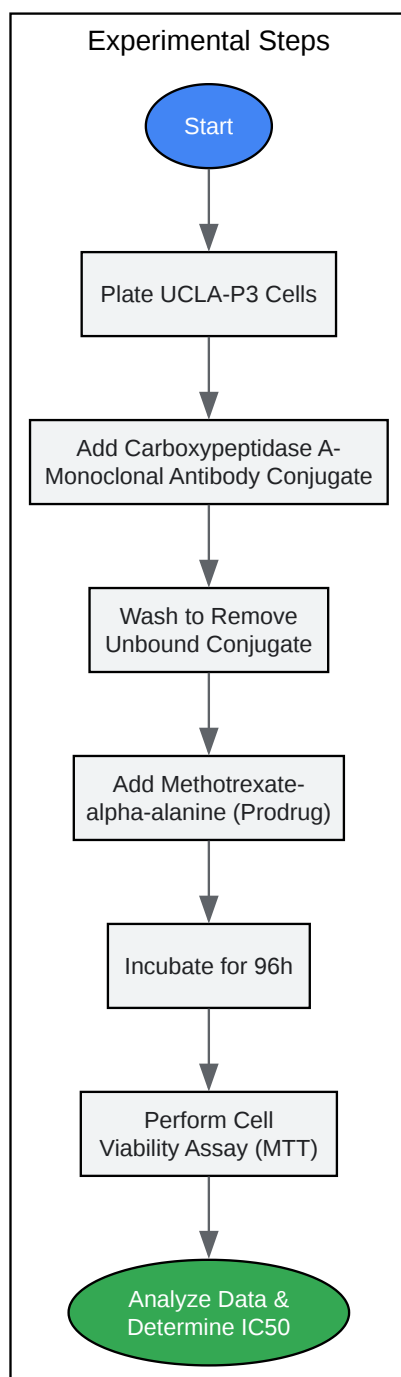 Experimental Steps
Start
Plate UCLA-P3 Cells
Add Carboxypeptidase A-
Monoclonal Antibody Conjugate
Wash to Remove
Unbound Conjugate
Add Methotrexate-
alpha-alanine (Prodrug)
Incubate for 96h
Perform Cell
Viability Assay (MTT)
Analyze Data &
Determine IC50